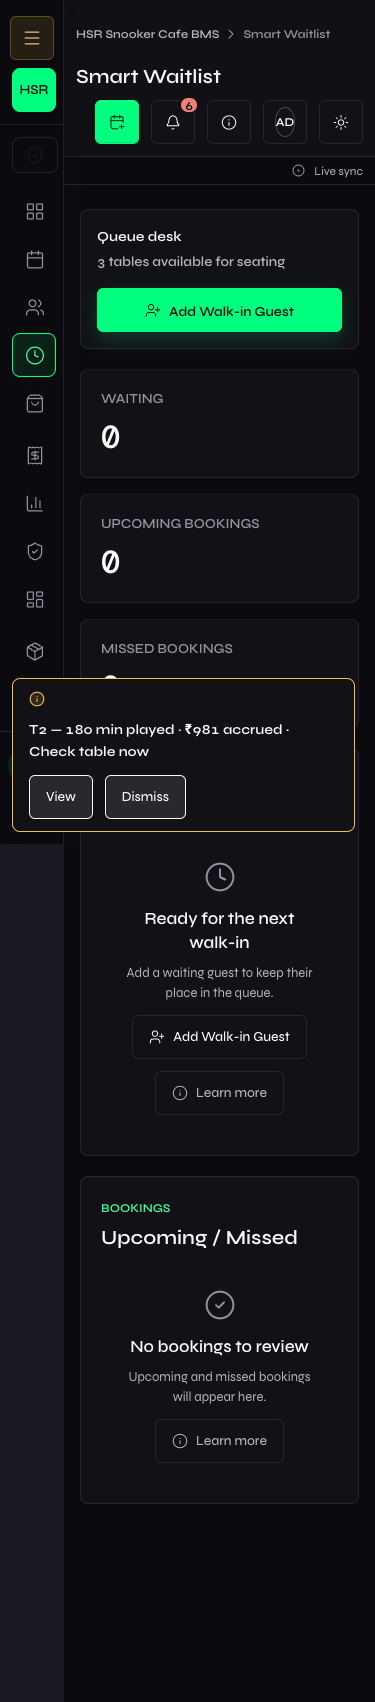 HSR Snooker Cafe BMS > Smart Waitlist
HSR
Smart Waitlist
6
AD
Live sync
Queue desk
3 tables available for seating
Add Walk-in Guest
WAITING
0
UPCOMING BOOKINGS
0
MISSED BOOKINGS
T2 — 180 min played · ₹981 accrued ·
Check table now
View Dismiss
Ready for the next
walk-in
Add a waiting guest to keep their
place in the queue.
Add Walk-in Guest
Learn more
BOOKINGS
Upcoming / Missed
No bookings to review
Upcoming and missed bookings
will appear here.
Learn more